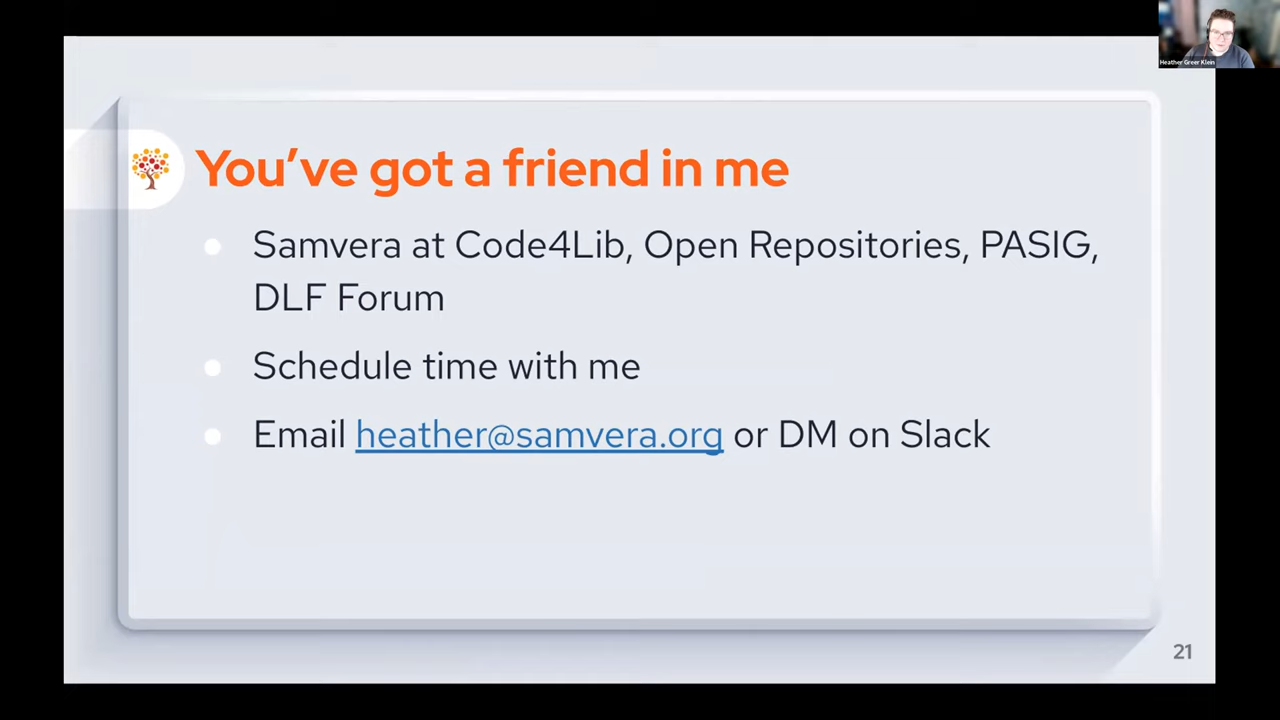 Heather Greer Klein
You've got a friend in me
Samvera at Code4Lib, Open Repositories, PASIG,
DLF Forum
Schedule time with me
Email heather@samvera.org or DM on Slack
21